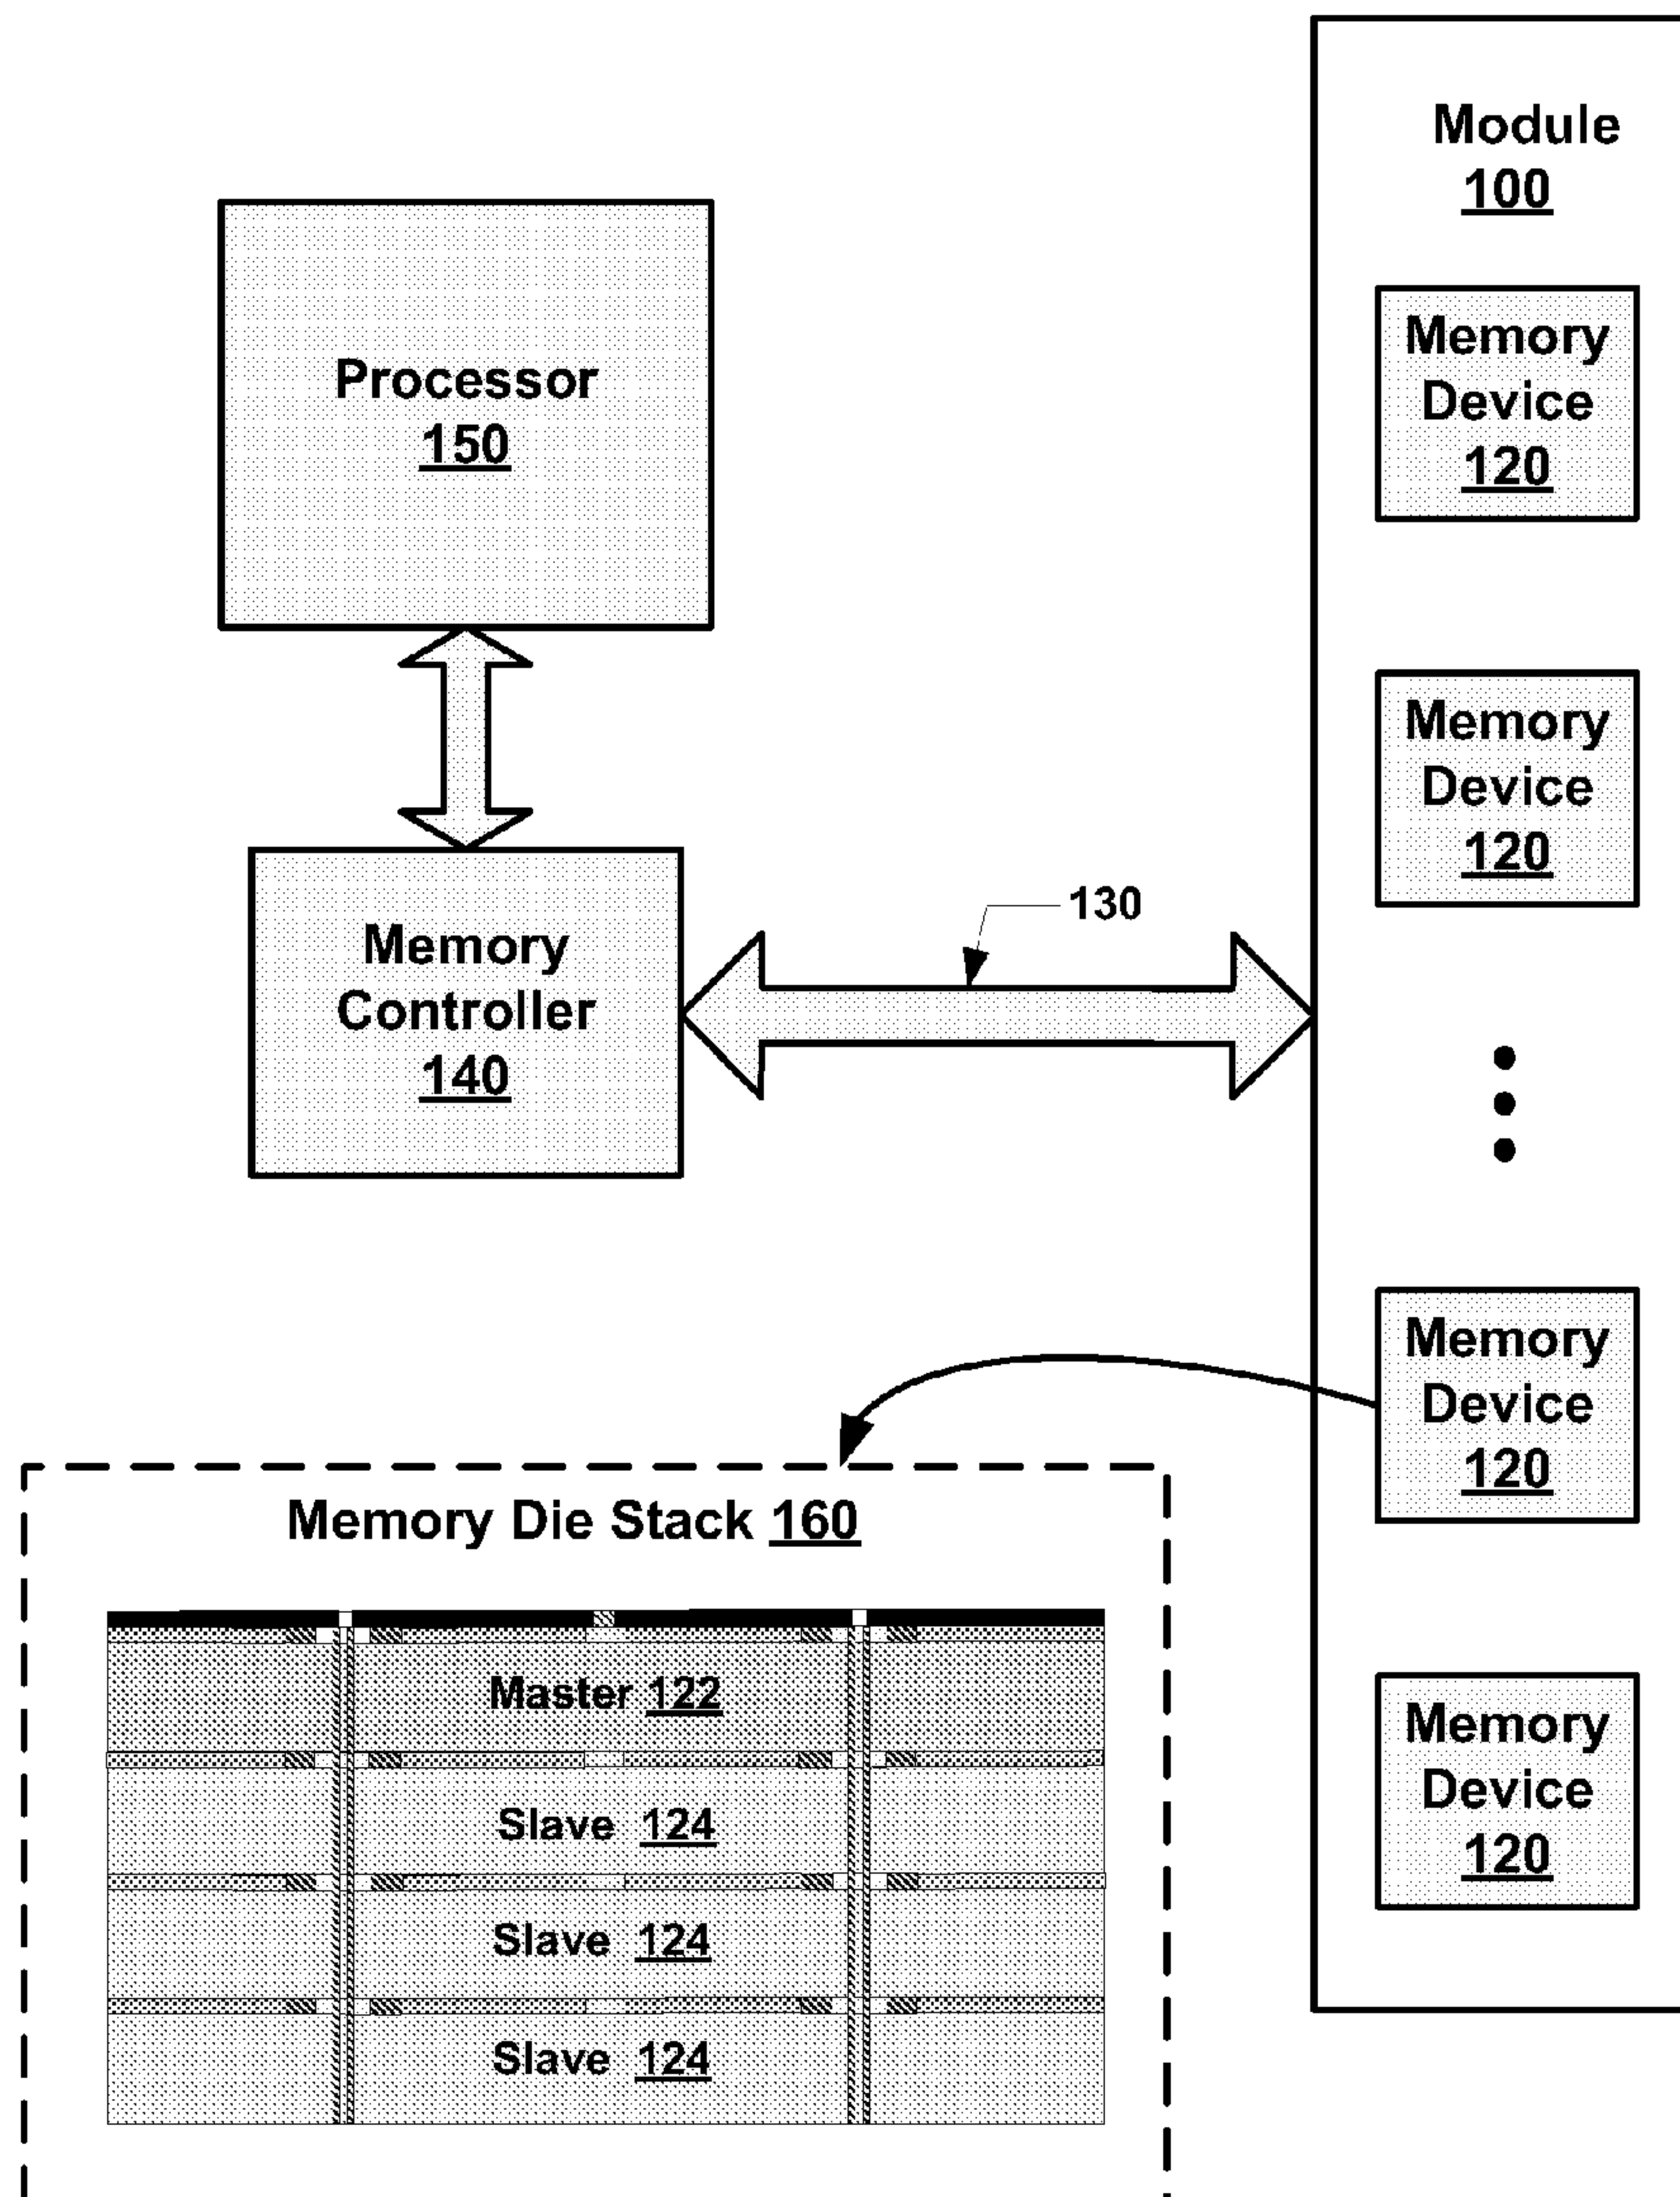 Module
100
Processor
150
Memory
Device
120
Memory
Device
120
Memory
Controller
140
130
Memory
Device
120
Memory Die Stack 160
Master 122
Slave 124
Slave 124
Slave 124
Memory
Device
120